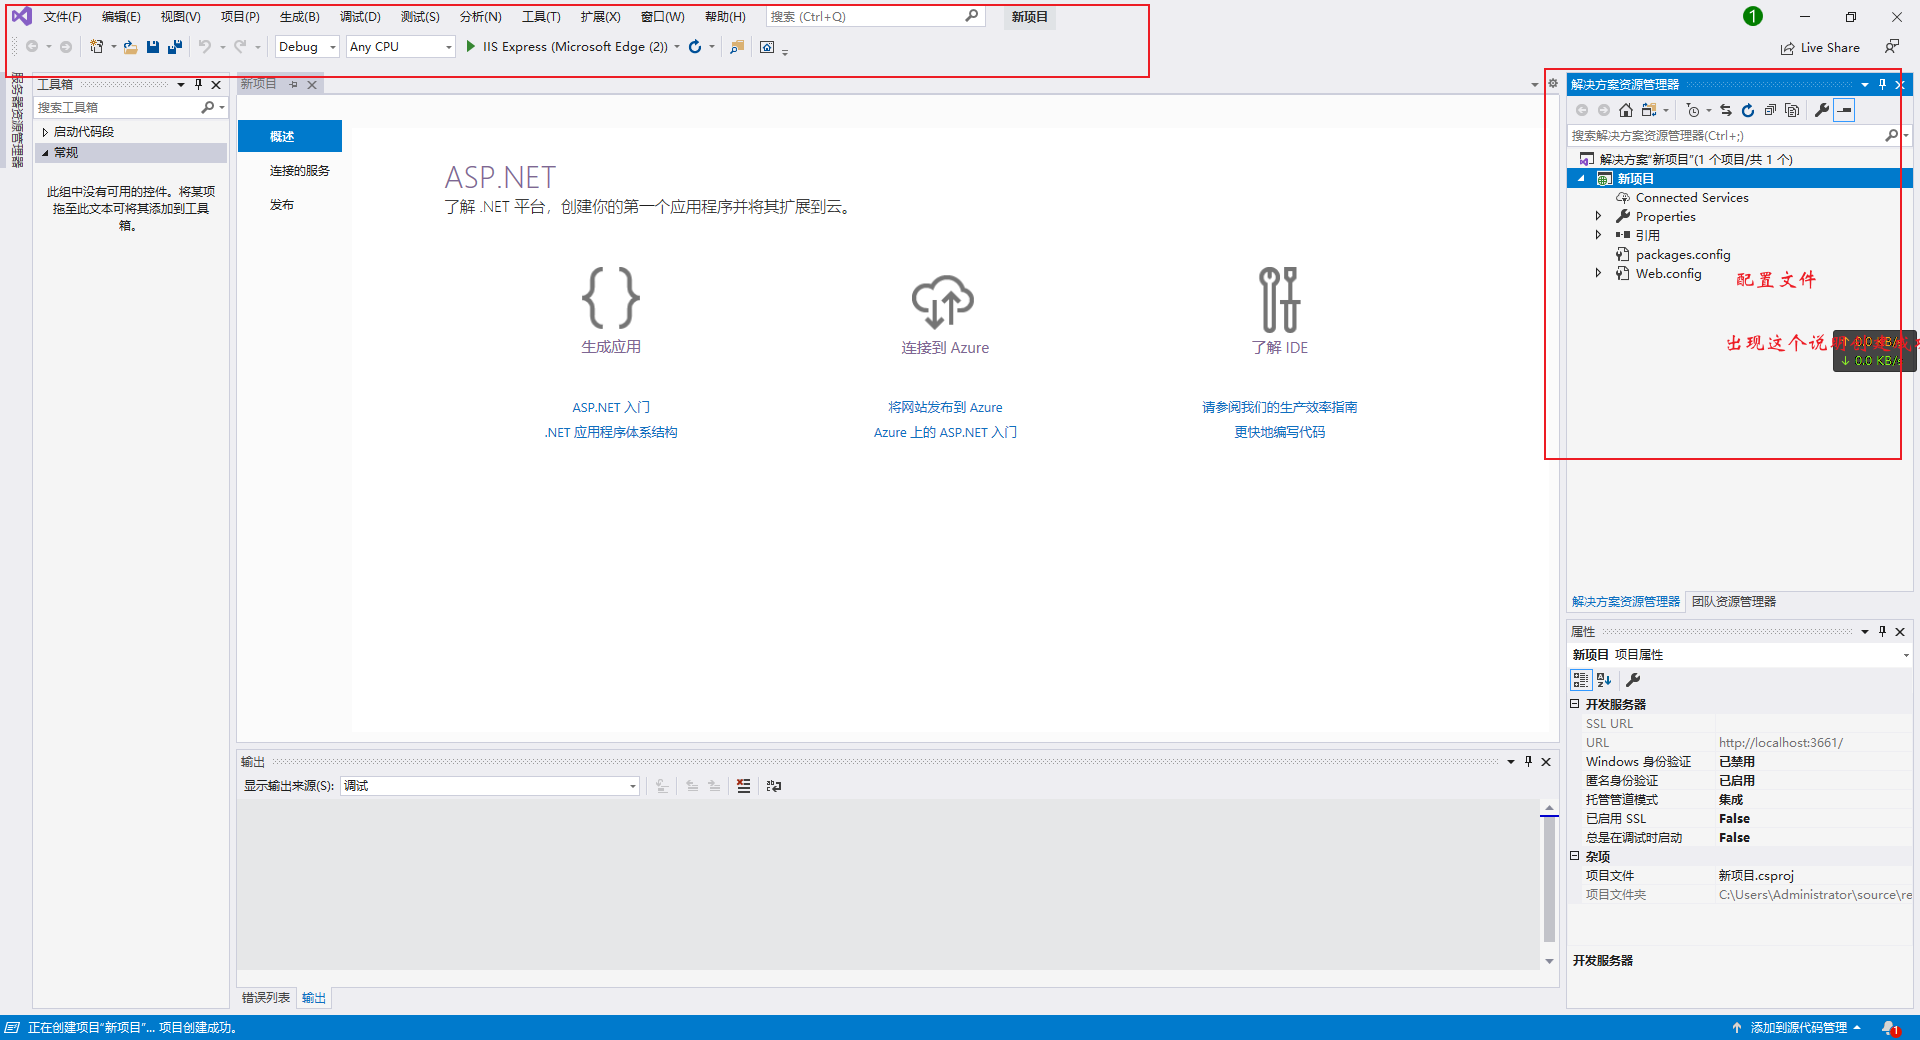 文件(F) 编辑(E) 视图(V) 项目(P) 生成(B) 调试(D) 测试(S) 分析(N) 工具(T) 扩展(X) 窗口(W) 帮助(H) 搜索 (Ctrl+Q) 新项目 1
Debug Any CPU IIS Express (Microsoft Edge (2)) Live Share
服务器资源管理器
工具箱
搜索工具箱
启动代码段
常规
此组中没有可用的控件。将某项
拖至此文本可将其添加到工具
箱。
新项目
概述
连接的服务
发布
ASP.NET
了解 .NET 平台，创建你的第一个应用程序并将其扩展到云。
生成应用
连接到 Azure
了解 IDE
ASP.NET 入门
.NET 应用程序体系结构
将网站发布到 Azure
Azure 上的 ASP.NET 入门
请参阅我们的生产效率指南
更快地编写代码
输出
显示输出来源(S): 调试
错误列表 输出
解决方案资源管理器
搜索解决方案资源管理器(Ctrl+;)
解决方案"新项目"(1 个项目/共 1 个)
新项目
Connected Services
Properties
引用
packages.config
Web.config
配置文件
出现这个说明
↑ 0.0 KB/s
↓ 0.0 KB/s
解决方案资源管理器 团队资源管理器
属性
新项目 项目属性
开发服务器
SSL URL
URL http://localhost:3661/
Windows 身份验证 已禁用
匿名身份验证 已启用
托管管道模式 集成
已启用 SSL False
总是在调试时启动 False
杂项
项目文件 新项目.csproj
项目文件夹 C:\Users\Administrator\source\re
开发服务器
正在创建项目"新项目"... 项目创建成功。 添加到源代码管理 1